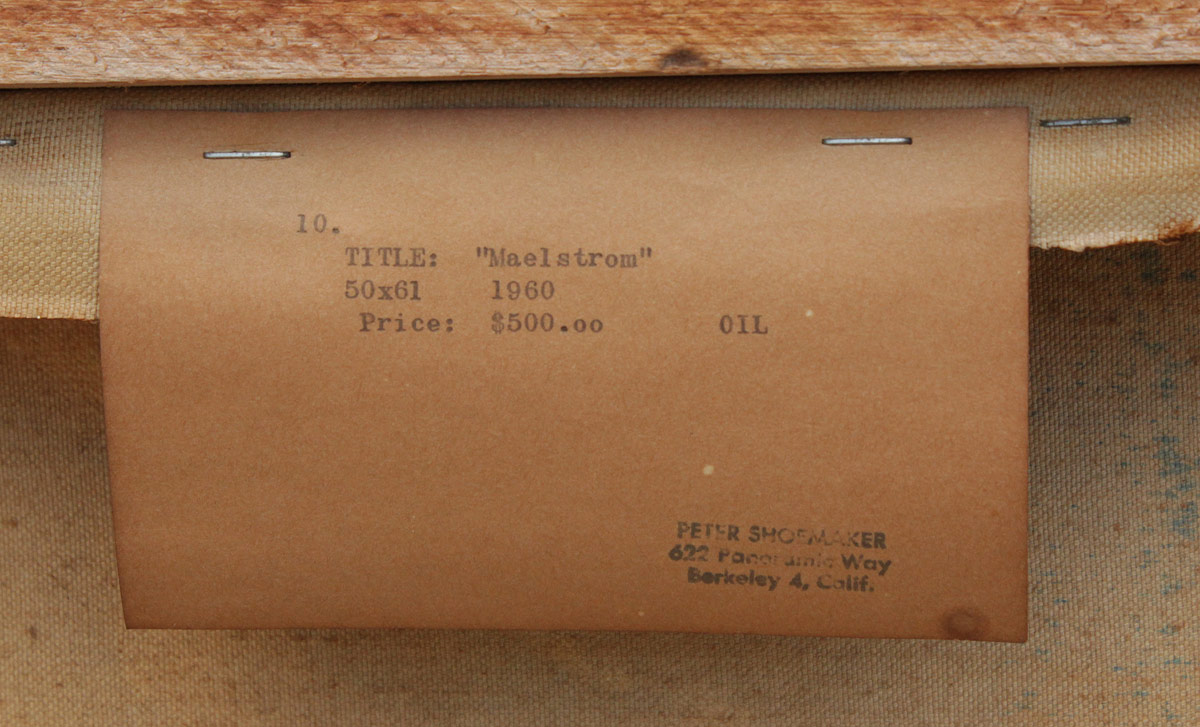 10.
TITLE: "Maelstrom"
50x61 1960
Price: $500.oo OIL
PETER SHOEMAKER
622 Panoramic Way
Berkeley 4, Calif.